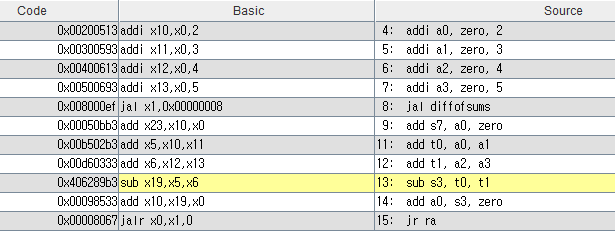 Code Basic Source
0x00200513 addi x10,x0,2 4: addi a0, zero, 2
0x00300593 addi x11,x0,3 5: addi a1, zero, 3
0x00400613 addi x12,x0,4 6: addi a2, zero, 4
0x00500693 addi x13,x0,5 7: addi a3, zero, 5
0x008000ef jal x1,0x00000008 8: jal diffofsums
0x00050bb3 add x23,x10,x0 9: add s7, a0, zero
0x00b502b3 add x5,x10,x11 11: add t0, a0, a1
0x00d60333 add x6,x12,x13 12: add t1, a2, a3
0x406289b3 sub x19,x5,x6 13: sub s3, t0, t1
0x00098533 add x10,x19,x0 14: add a0, s3, zero
0x00008067 jalr x0,x1,0 15: jr ra